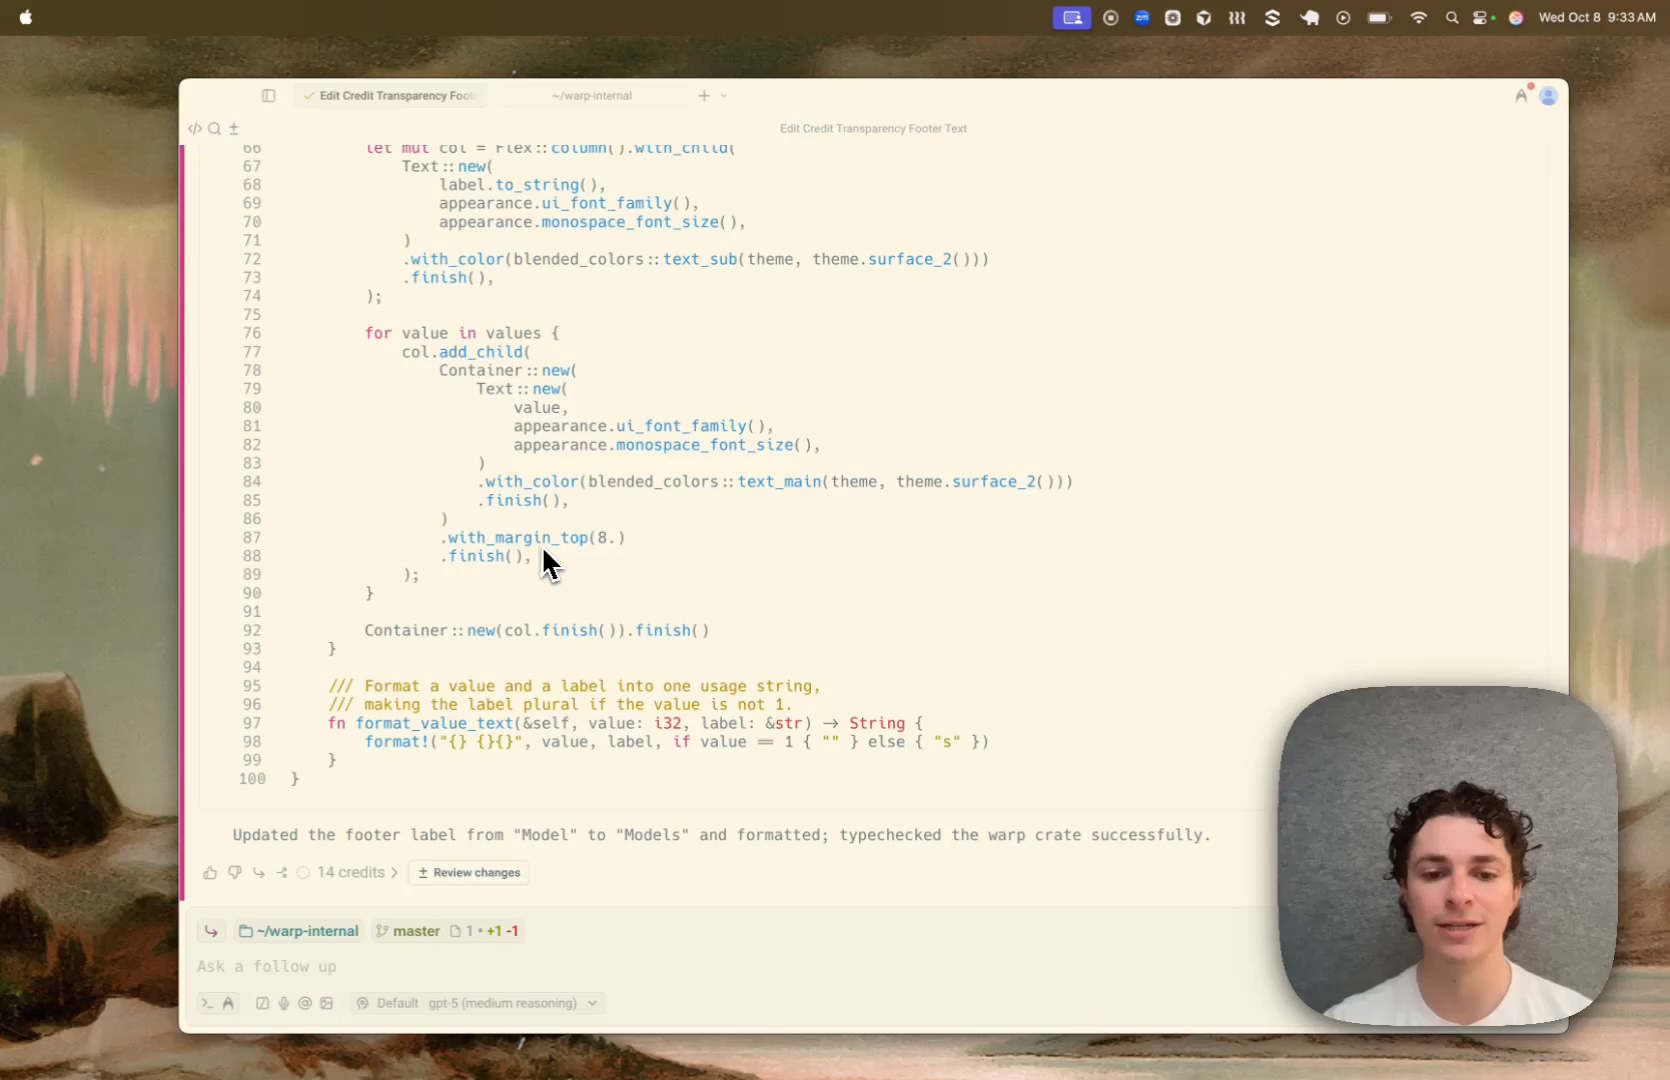 zm
Wed Oct 8 9:33 AM
Edit Credit Transparency Foot
~/warp-internal
Edit Credit Transparency Footer Text
66 let mut col = Flex::column().with_child(
67 Text::new(
68 label.to_string(),
69 appearance.ui_font_family(),
70 appearance.monospace_font_size(),
71 )
72 .with_color(blended_colors::text_sub(theme, theme.surface_2()))
73 .finish(),
74 );
75
76 for value in values {
77 col.add_child(
78 Container::new(
79 Text::new(
80 value,
81 appearance.ui_font_family(),
82 appearance.monospace_font_size(),
83 )
84 .with_color(blended_colors::text_main(theme, theme.surface_2()))
85 .finish(),
86 )
87 .with_margin_top(8.)
88 .finish(),
89 );
90 }
91
92 Container::new(col.finish()).finish()
93 }
94
95 /// Format a value and a label into one usage string,
96 /// making the label plural if the value is not 1.
97 fn format_value_text(&self, value: i32, label: &str) → String {
98 format!("{} {}{}", value, label, if value == 1 { "" } else { "s" })
99 }
100 }
Updated the footer label from "Model" to "Models" and formatted; typechecked the warp crate successfully.
14 credits > ± Review changes
~/warp-internal master 1 • +1 -1
Ask a follow up
Default gpt-5 (medium reasoning)